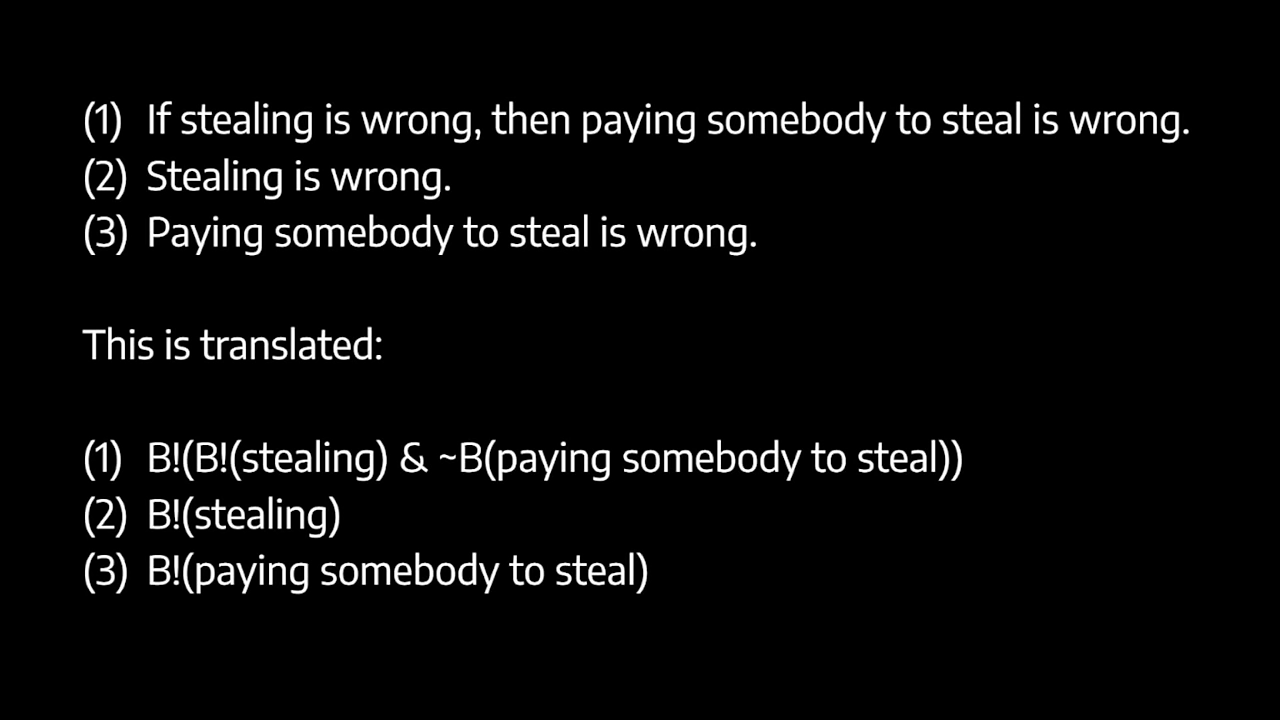 (1) If stealing is wrong, then paying somebody to steal is wrong.
(2) Stealing is wrong.
(3) Paying somebody to steal is wrong.
This is translated:
(1) B!(B!(stealing) & ~B(paying somebody to steal))
(2) B!(stealing)
(3) B!(paying somebody to steal)